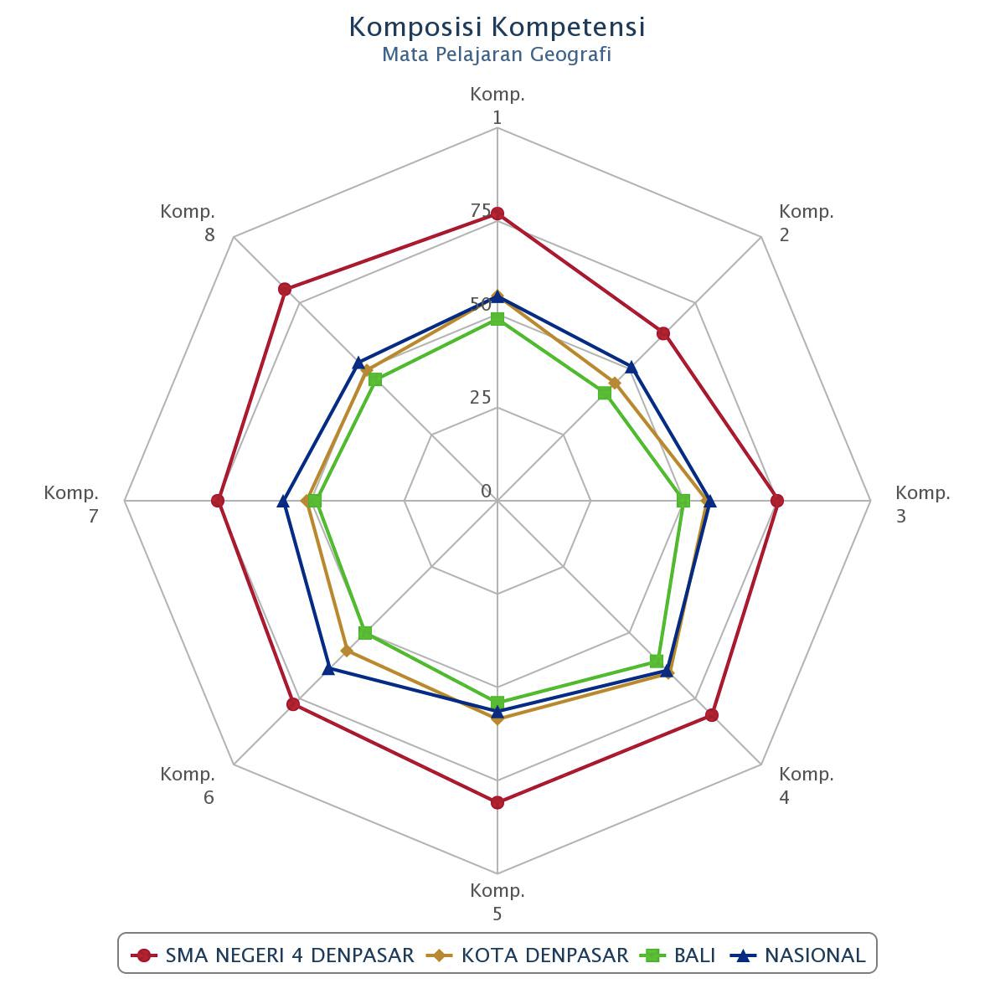 Komposisi Kompetensi
Mata Pelajaran Geografi
Komp.
1
Komp.
8
Komp.
2
75
50
25
0
Komp.
7
Komp.
3
Komp.
6
Komp.
4
Komp.
5
SMA NEGERI 4 DENPASAR KOTA DENPASAR BALI NASIONAL